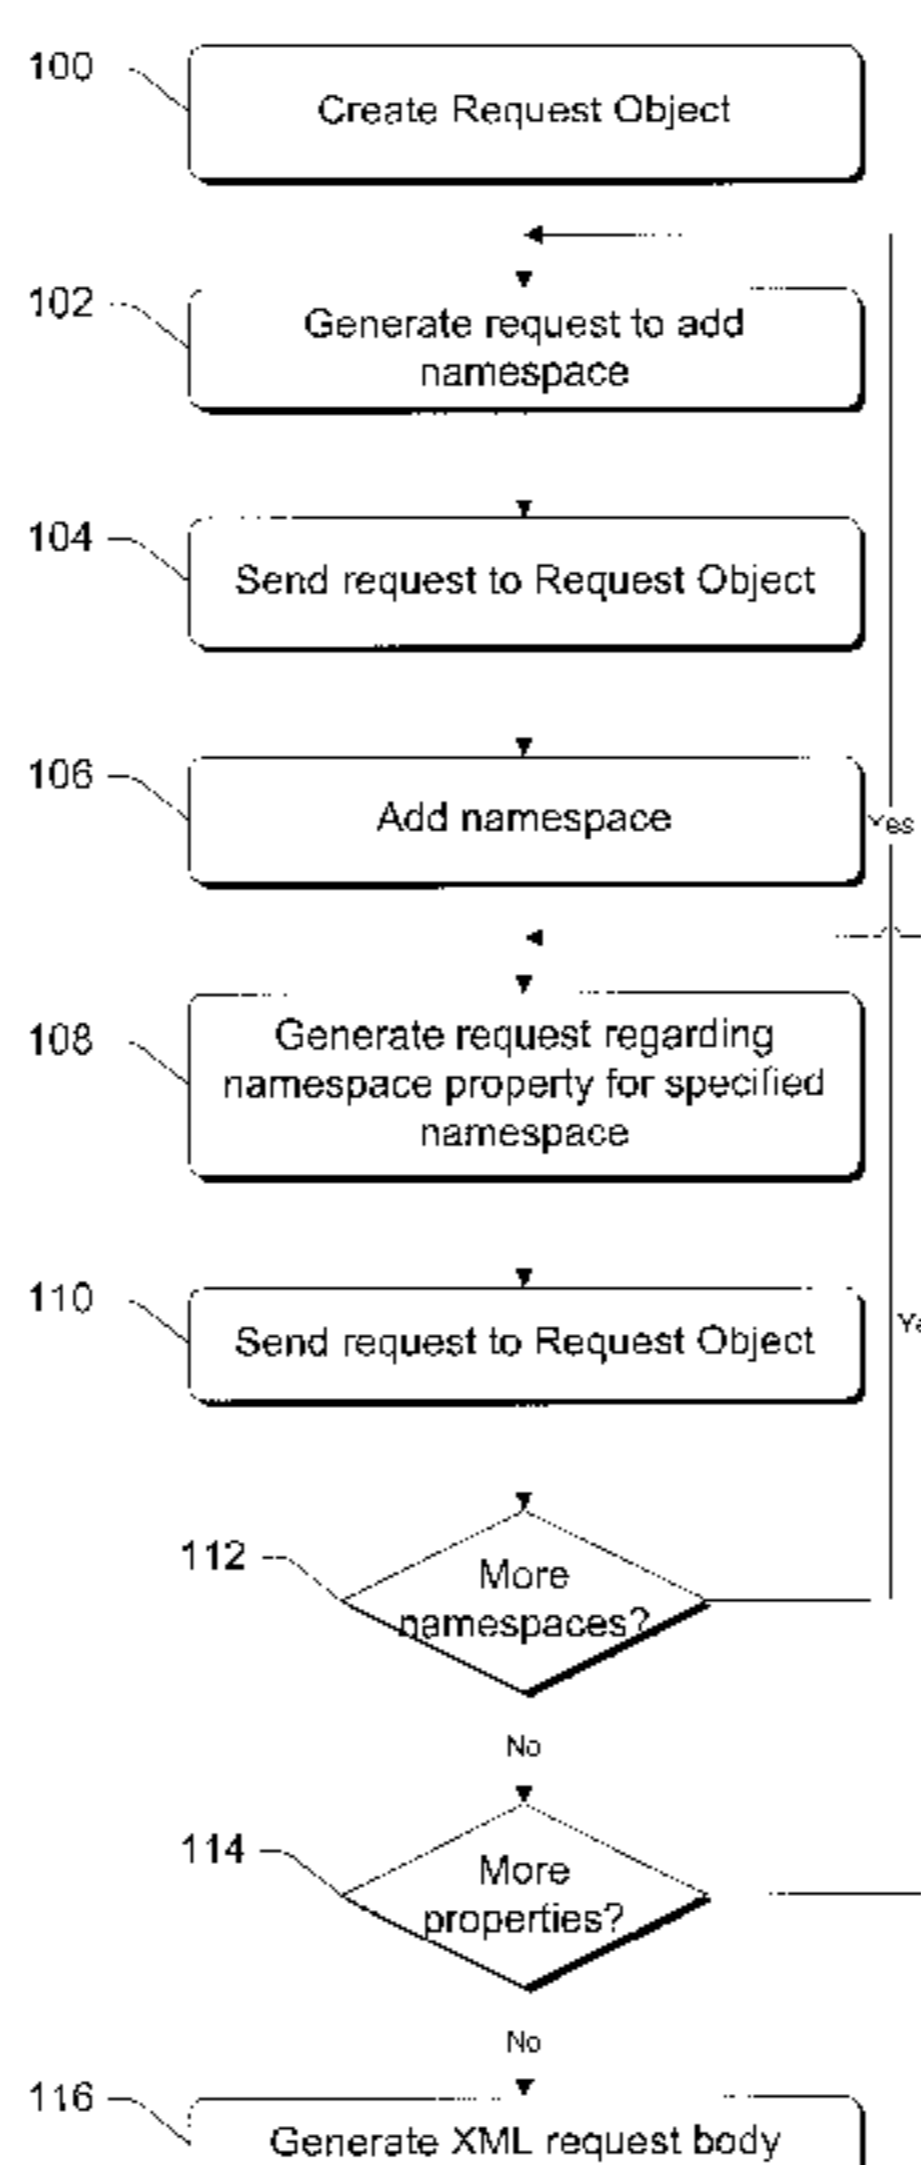 100
Create Request Object
102
Generate request to add
namespace
104
Send request to Request Object
106
Add namespace
Yes
108
Generate request regarding
namespace property for specified
namespace
110
Send request to Request Object
112
More
namespaces?
No
114
More
properties?
No
116
Generate XML request body